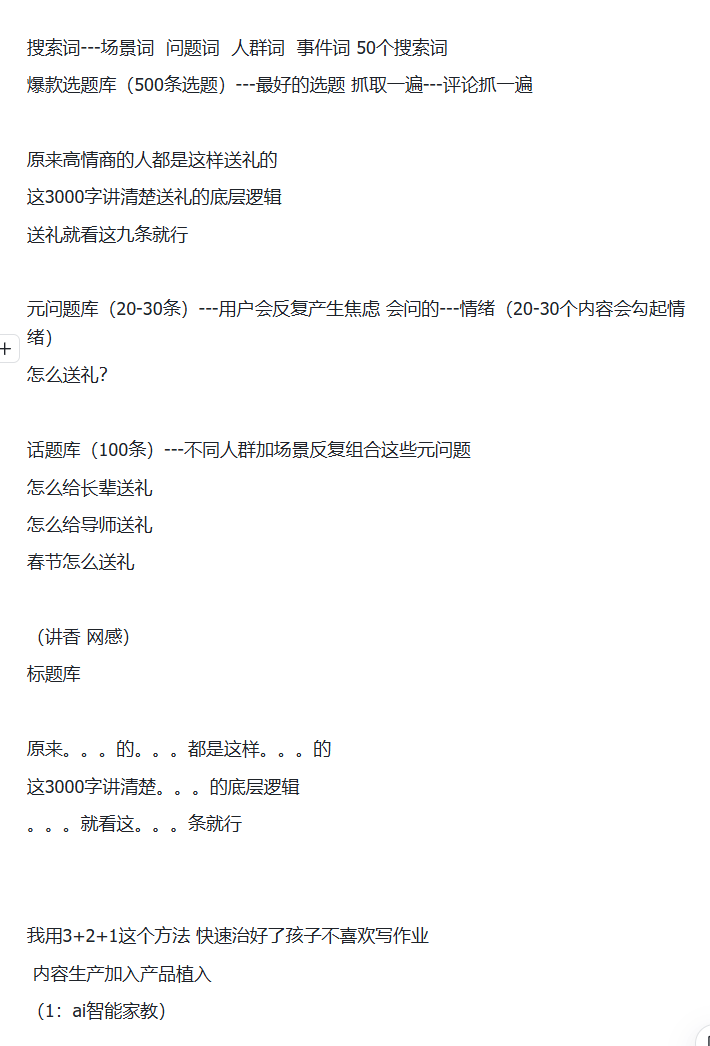 搜索词---场景词  问题词  人群词  事件词 50个搜索词
爆款选题库（500条选题）---最好的选题 抓取一遍---评论抓一遍
原来高情商的人都是这样送礼的
这3000字讲清楚送礼的底层逻辑
送礼就看这九条就行
元问题库（20-30条）---用户会反复产生焦虑 会问的---情绪（20-30个内容会勾起情
绪）
怎么送礼?
话题库（100条）---不同人群加场景反复组合这些元问题
怎么给长辈送礼
怎么给导师送礼
春节怎么送礼
（讲香 网感）
标题库
原来。。。的。。。都是这样。。。的
这3000字讲清楚。。。的底层逻辑
。。。就看这。。。条就行
我用3+2+1这个方法 快速治好了孩子不喜欢写作业
内容生产加入产品植入
（1：ai智能家教）